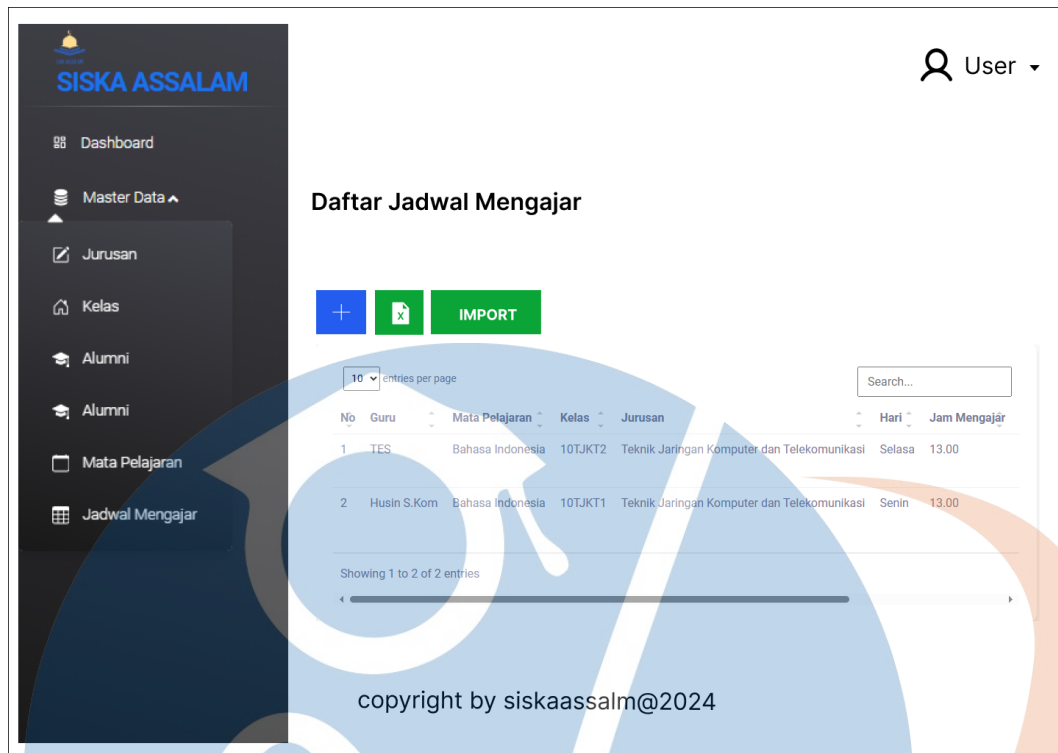 SISKA ASSALAM
User
Dashboard
Master Data
Jurusan
Kelas
Alumni
Alumni
Mata Pelajaran
Jadwal Mengajar
Daftar Jadwal Mengajar
IMPORT
10 entries per page
Search...
No Guru Mata Pelajaran Kelas Jurusan Hari Jam Mengajar
1 TES Bahasa Indonesia 10TJKT2 Teknik Jaringan Komputer dan Telekomunikasi Selasa 13.00
2 Husin S.Kom Bahasa Indonesia 10TJKT1 Teknik Jaringan Komputer dan Telekomunikasi Senin 13.00
Showing 1 to 2 of 2 entries
copyright by siskaassalm@2024